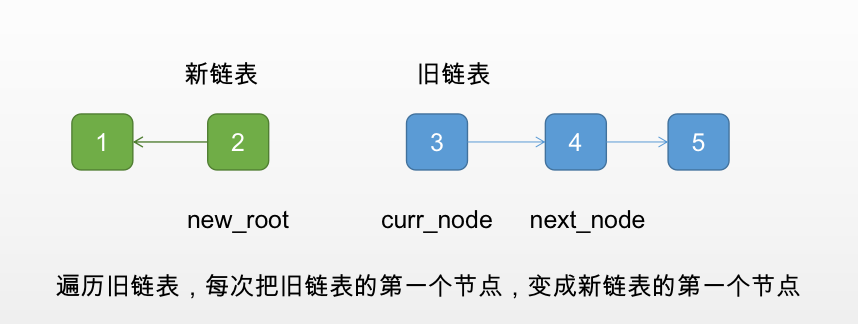 新链表 旧链表
1 2 3 4 5
new_root curr_node next_node
遍历旧链表，每次把旧链表的第一个节点，变成新链表的第一个节点